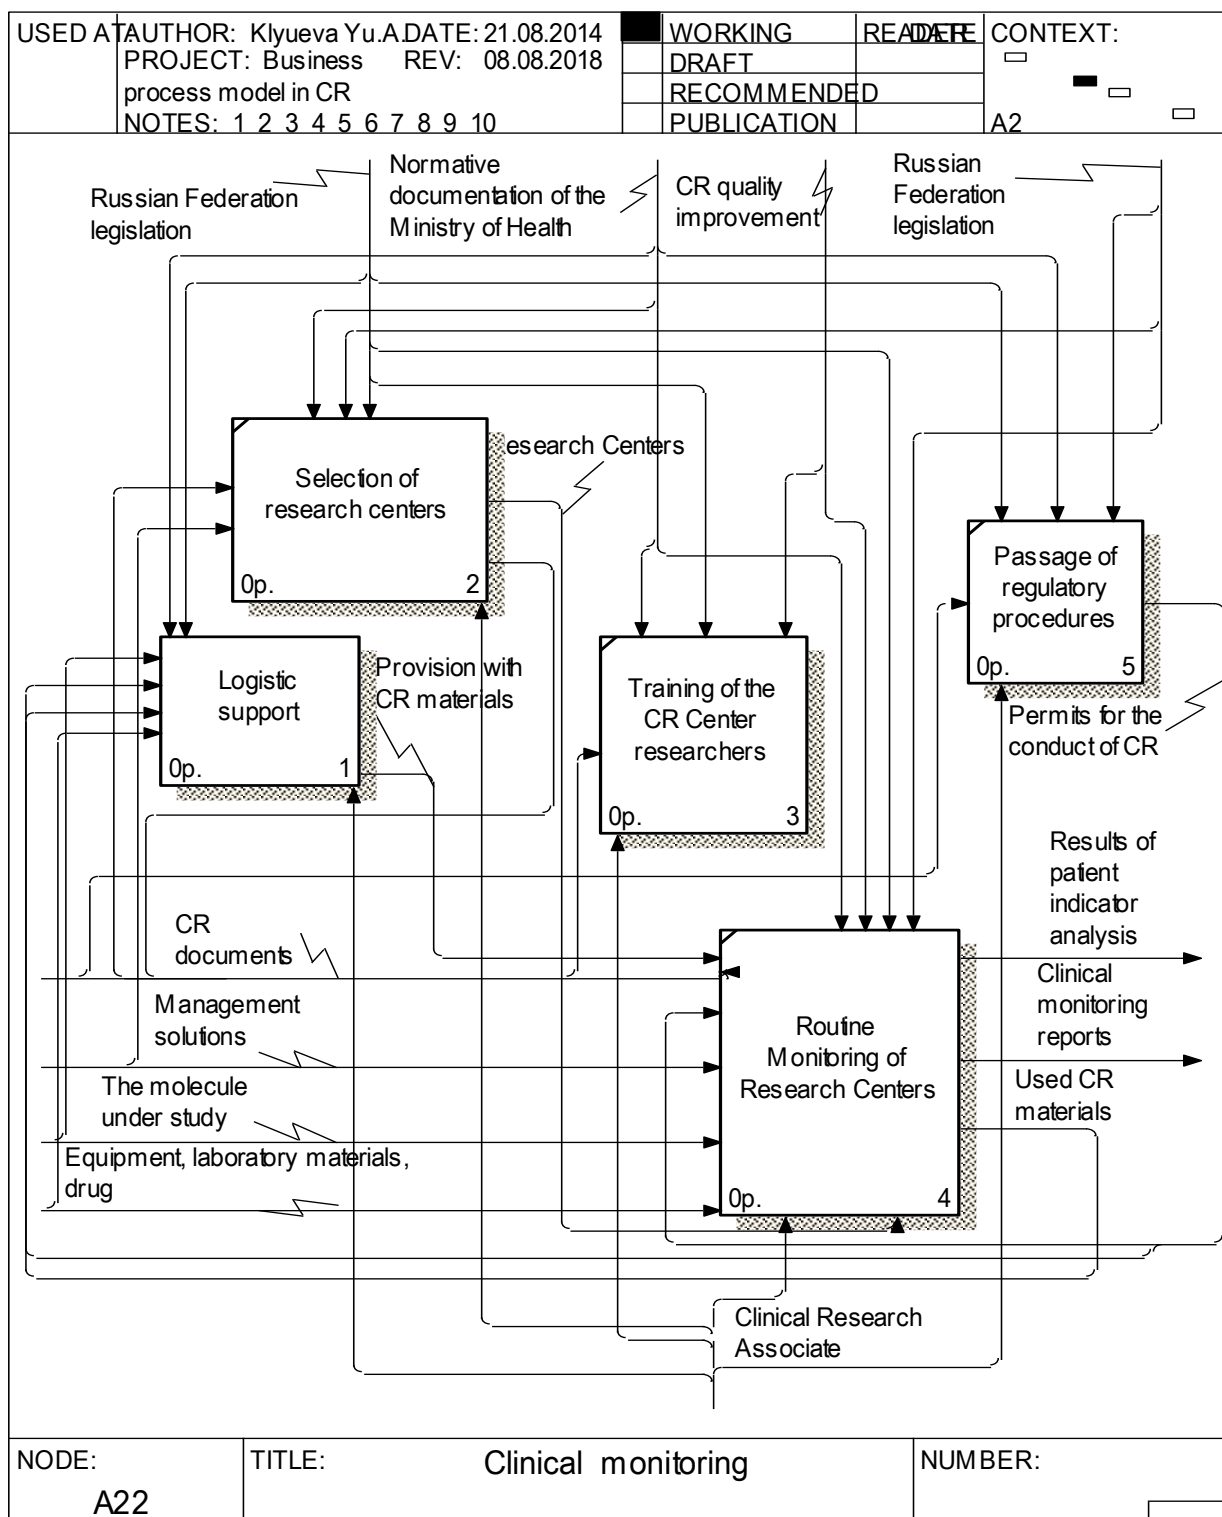 USED AT:
AUTHOR: Klyueva Yu.A.
DATE: 21.08.2014
PROJECT: Business
process model in CR
REV: 08.08.2018
NOTES: 1 2 3 4 5 6 7 8 9 10
WORKING
DRAFT
RECOMMENDED
PUBLICATION
READER
DATE
CONTEXT:
A2
Russian Federation
legislation
Normative
documentation of the
Ministry of Health
CR quality
improvement
Russian
Federation
legislation
Selection of
research centers
0p.
2
esearch Centers
Passage of
regulatory
procedures
0p.
5
Logistic
support
0p.
1
Provision with
CR materials
Training of the
CR Center
researchers
0p.
3
Permits for the
conduct of CR
Results of
patient
indicator
analysis
CR
documents
Clinical
monitoring
reports
Management
solutions
Routine
Monitoring of
Research Centers
0p.
4
Used CR
materials
The molecule
under study
Equipment, laboratory materials,
drug
Clinical Research
Associate
NODE:
A22
TITLE:
Clinical monitoring
NUMBER: